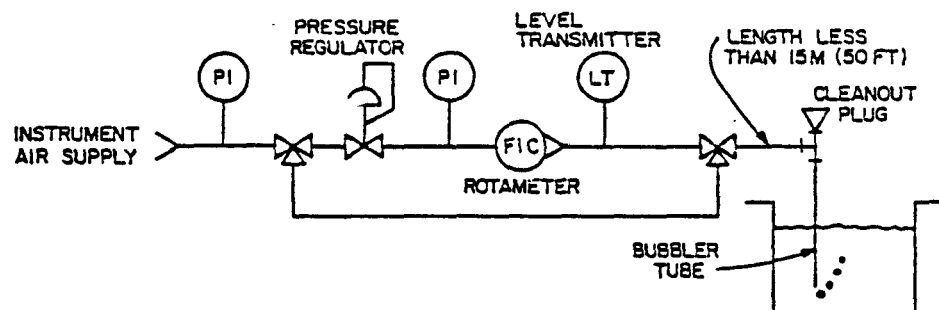 PRESSURE
REGULATOR
LEVEL
TRANSMITTER
LENGTH LESS
THAN 15M (50 FT)
PI
PI
LT
CLEANOUT
PLUG
INSTRUMENT
AIR SUPPLY
FIC
ROTAMETER
BUBBLER
TUBE